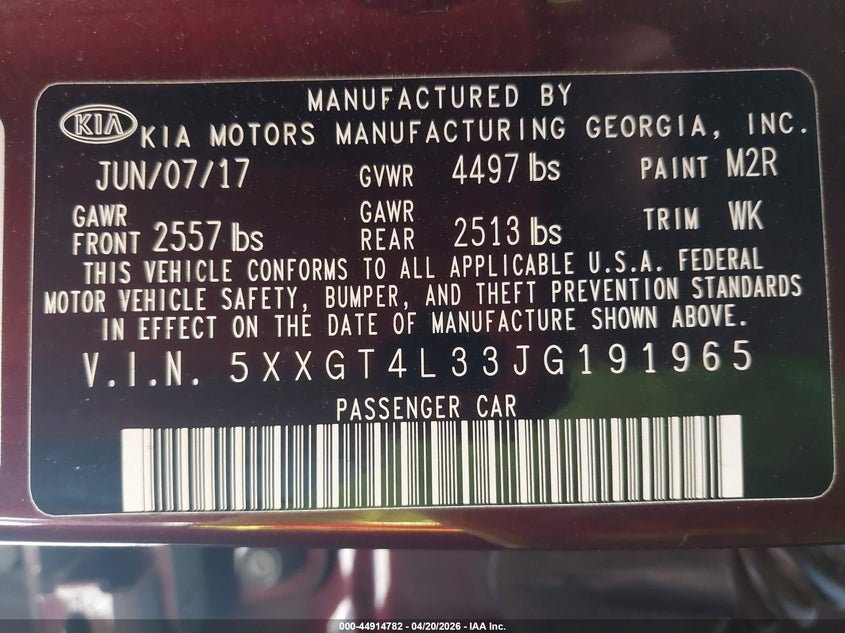 MANUFACTURED BY
KIA KIA MOTORS MANUFACTURING GEORGIA, INC.
JUN/07/17 GVWR 4497 lbs PAINT M2R
GAWR FRONT 2557 lbs GAWR REAR 2513 lbs TRIM WK
THIS VEHICLE CONFORMS TO ALL APPLICABLE U.S.A. FEDERAL
MOTOR VEHICLE SAFETY, BUMPER, AND THEFT PREVENTION STANDARDS
IN EFFECT ON THE DATE OF MANUFACTURE SHOWN ABOVE.
V.I.N. 5XXGT4L33JG191965
PASSENGER CAR
000-44914782 - 04/20/2026 - IAA Inc.